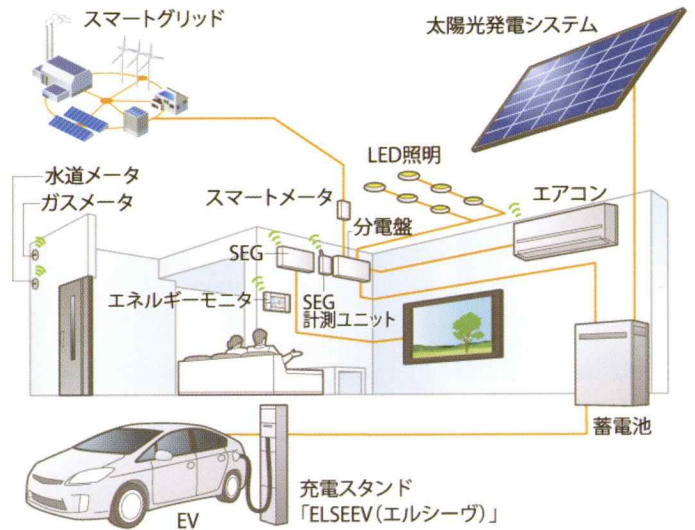 スマートグリッド
太陽光発電システム
LED照明
水道メータ
ガスメータ
スマートメータ
エアコン
分電盤
SEG
エネルギーモニタ
SEG
計測ユニット
蓄電池
EV
充電スタンド
「ELSEEV(エルシーヴ)」